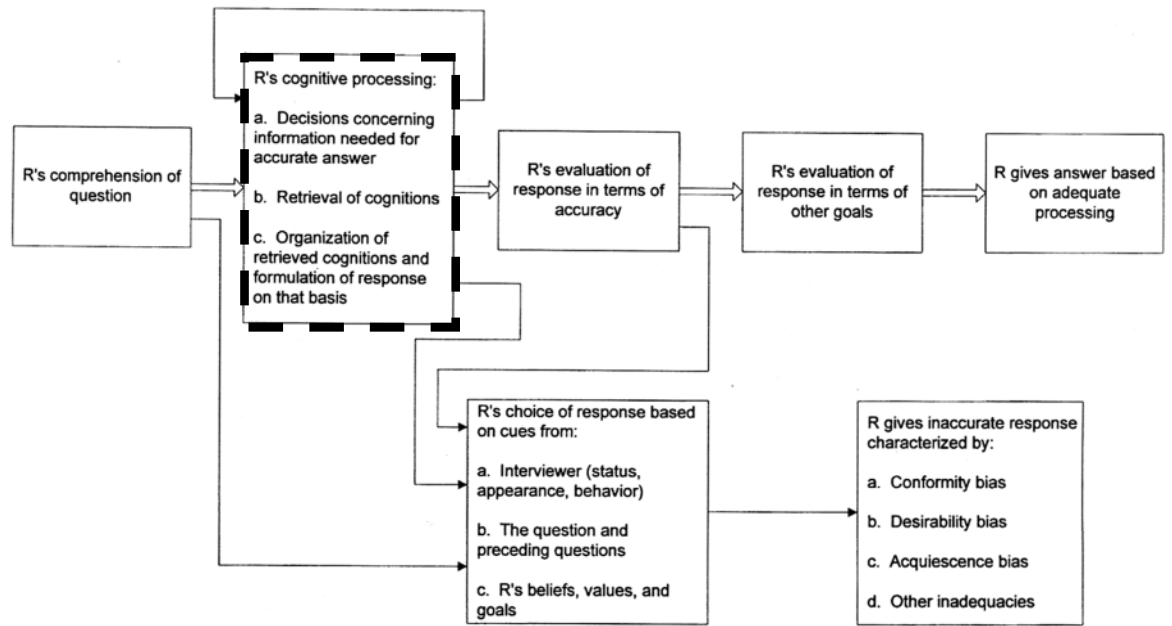 R's cognitive processing:
a. Decisions concerning
information needed for
accurate answer
b. Retrieval of cognitions
c. Organization of
retrieved cognitions and
formulation of response
on that basis
R's comprehension of
question
R's evaluation of
response in terms of
accuracy
R's evaluation of
response in terms of
other goals
R gives answer based
on adequate
processing
R's choice of response based
on cues from:
a. Interviewer (status,
appearance, behavior)
b. The question and
preceding questions
c. R's beliefs, values, and
goals
R gives inaccurate response
characterized by:
a. Conformity bias
b. Desirability bias
c. Acquiescence bias
d. Other inadequacies